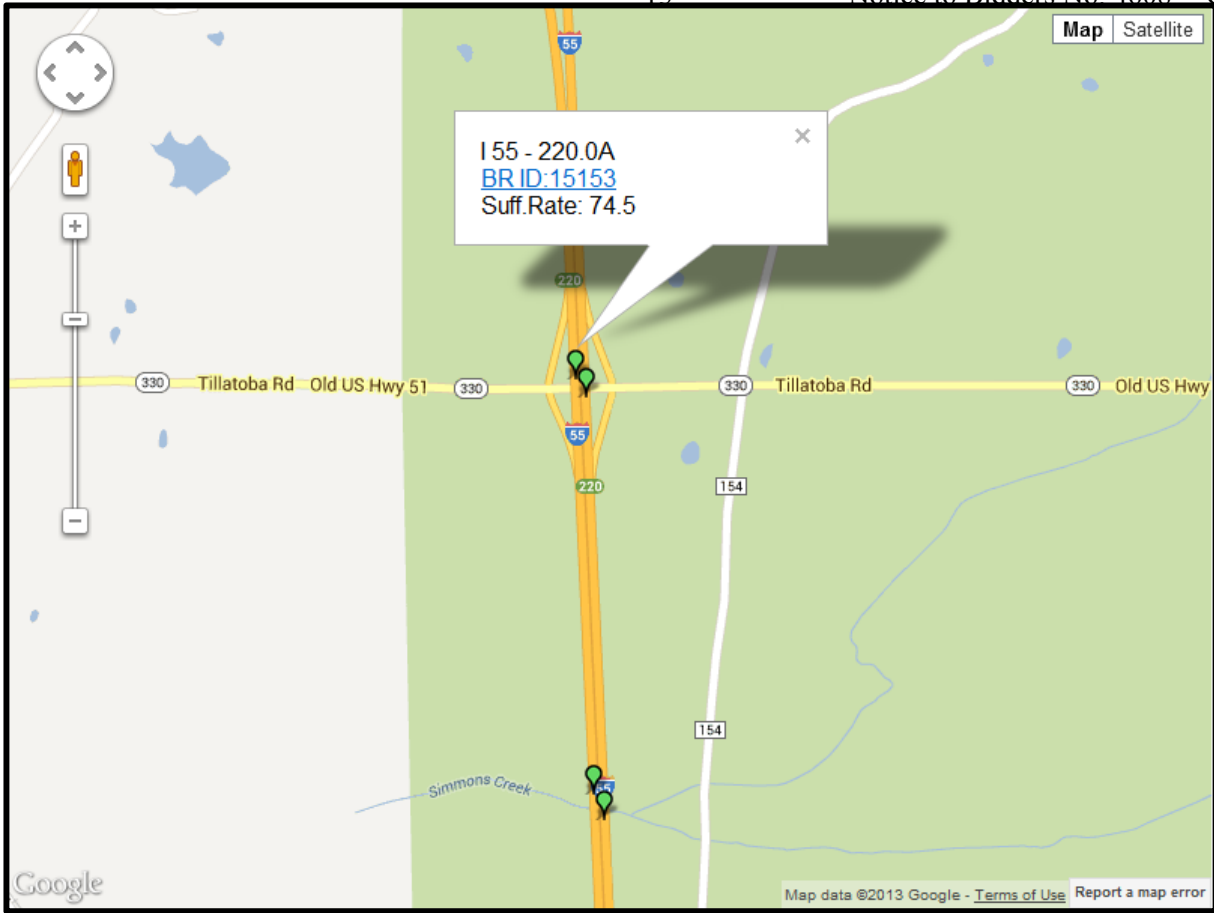 Map Satellite
55
I 55 - 220.0A
BR ID:15153
Suff.Rate: 74.5
220
330 Tillatoba Rd Old US Hwy 51 330 330 Tillatoba Rd 330 Old US Hwy
55
220
154
154
Simmons Creek
55
Google
Map data ©2013 Google - Terms of Use Report a map error